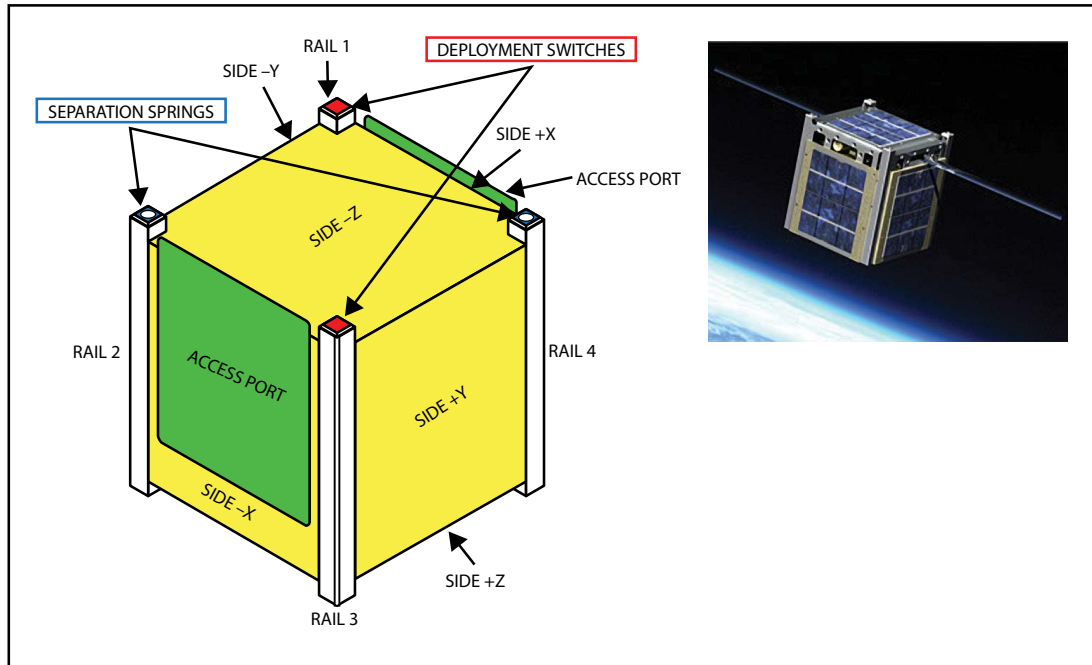 RAIL 1
DEPLOYMENT SWITCHES
SIDE –Y
SEPARATION SPRINGS
SIDE +X
ACCESS PORT
SIDE –Z
RAIL 2
ACCESS PORT
RAIL 4
SIDE +Y
SIDE –X
SIDE +Z
RAIL 3